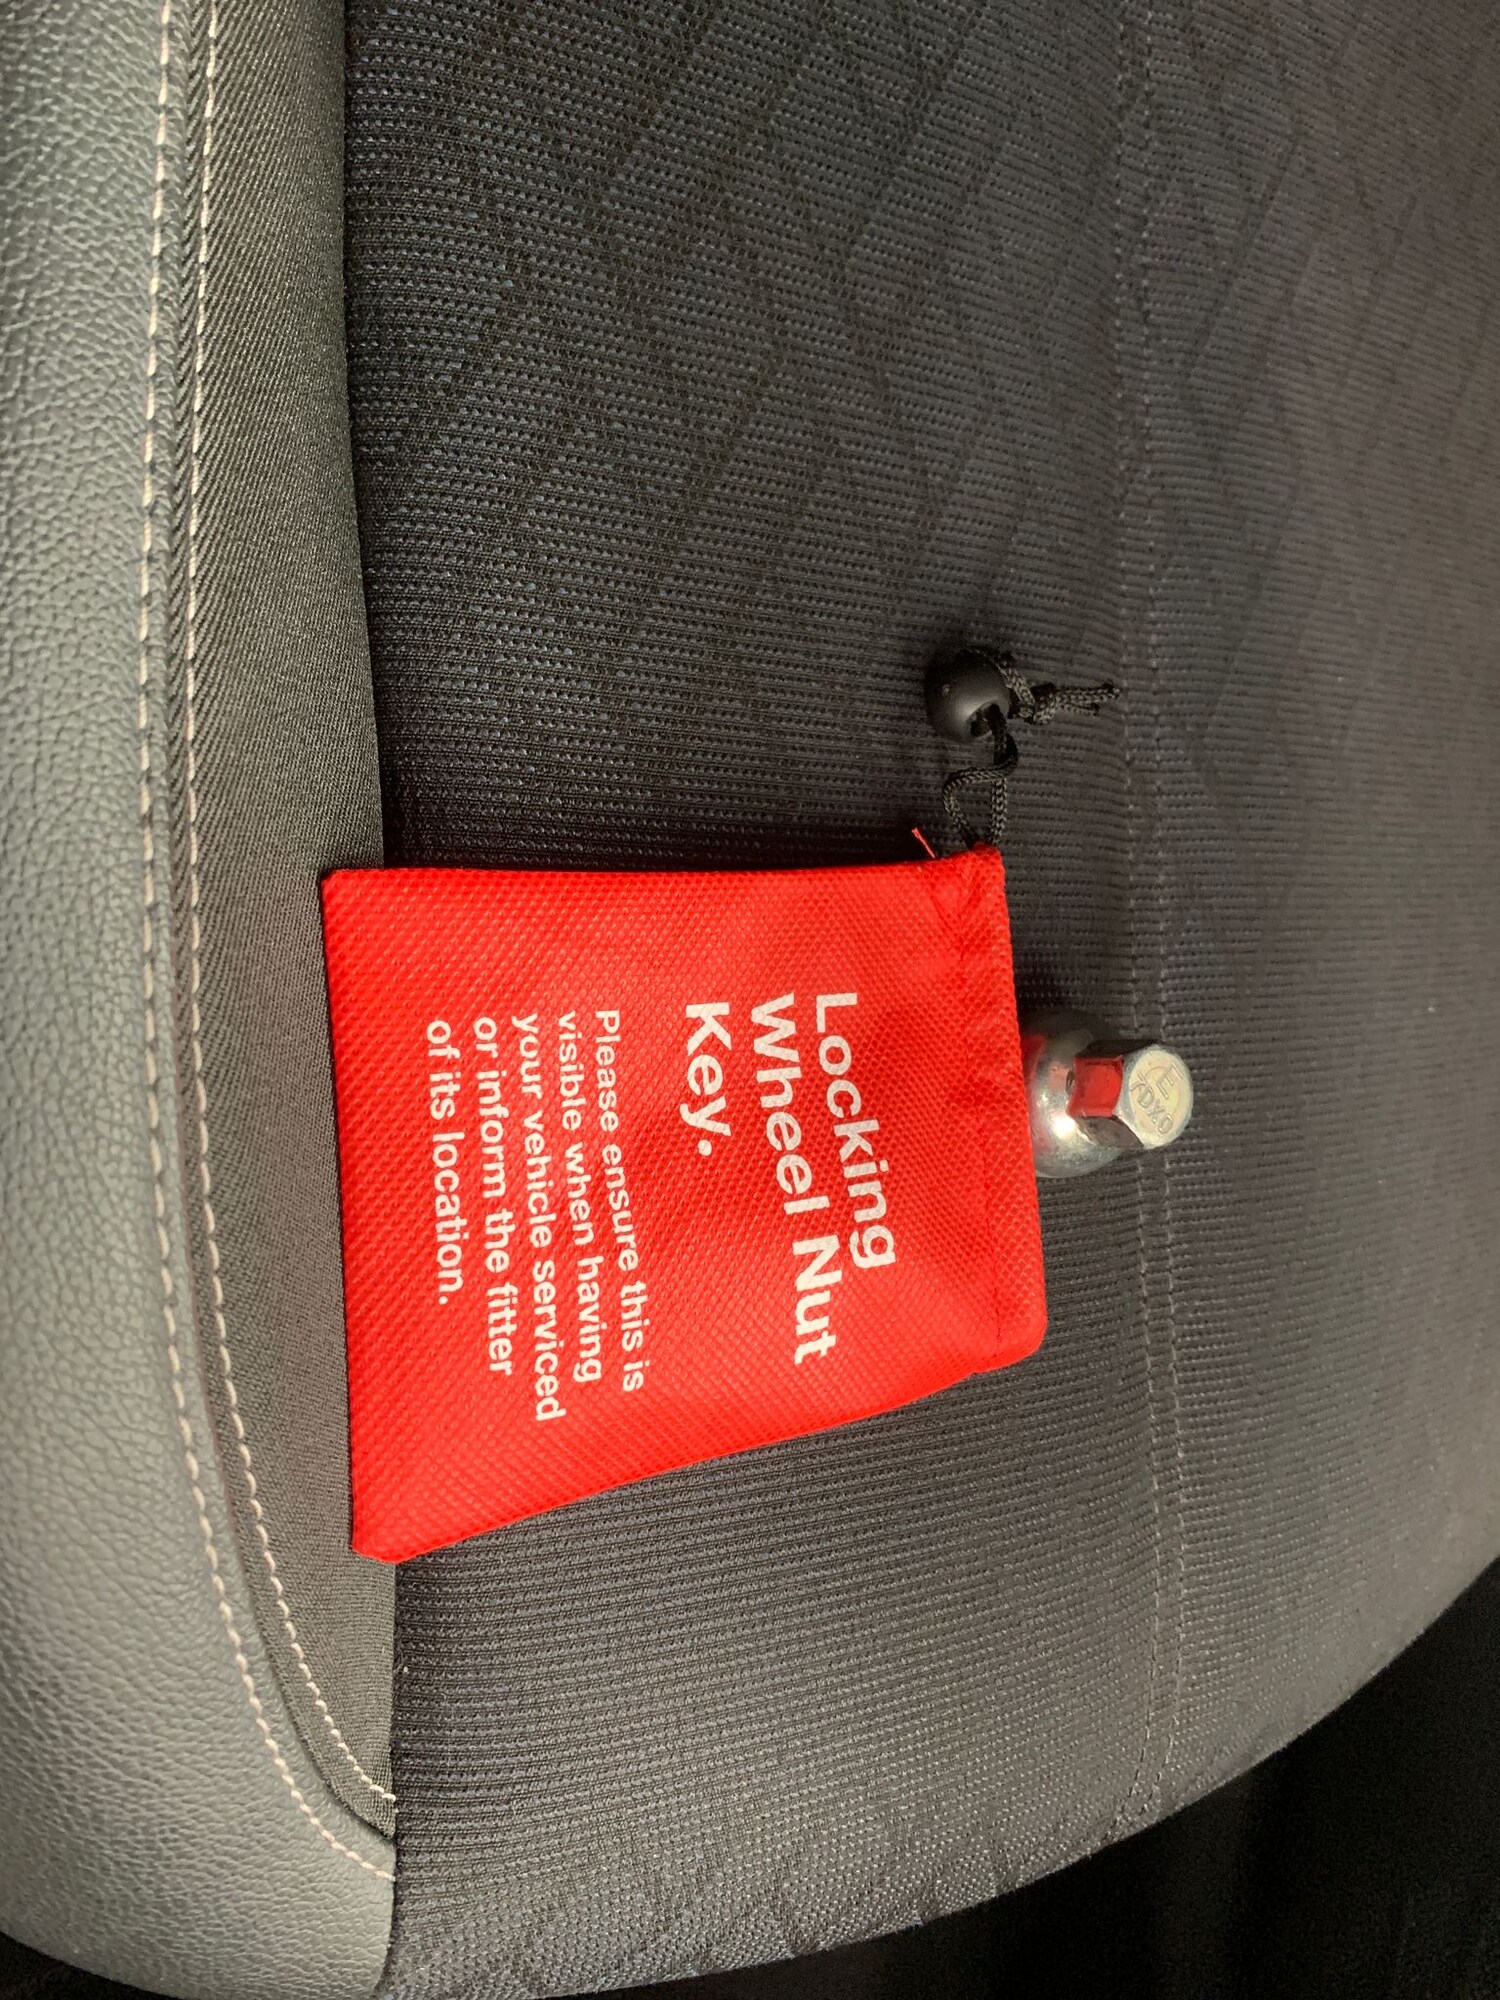 Locking
Wheel Nut
Key.
Please ensure this is
visible when having
your vehicle serviced
or inform the fitter
of its location.
E